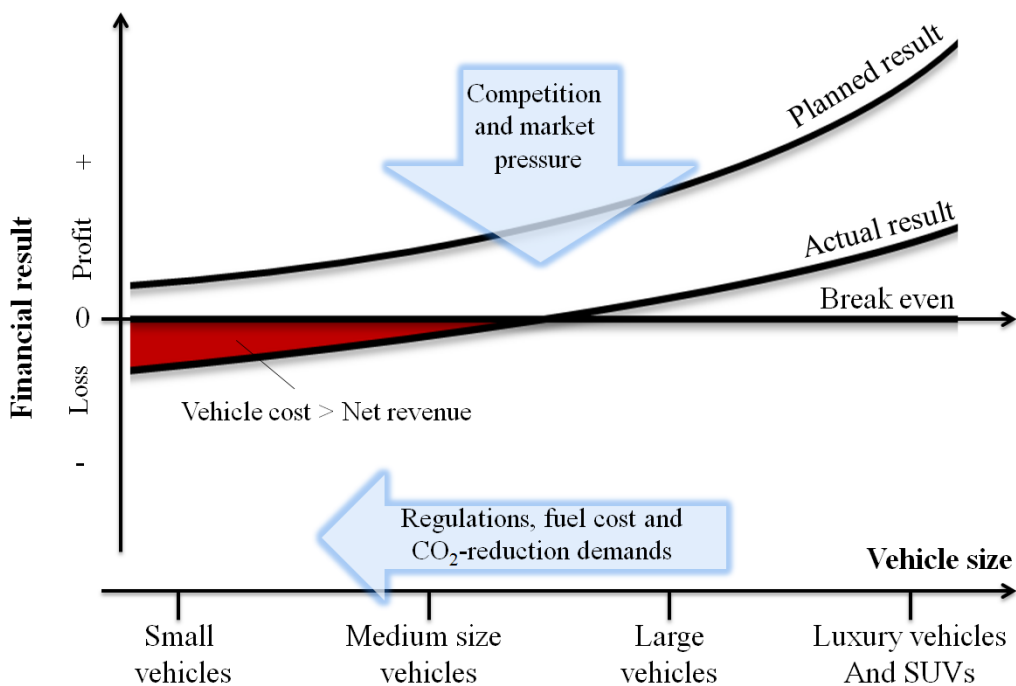 Competition
and market
pressure
Planned result
Actual result
Break even
Financial result
Profit
+
0
Loss
-
Vehicle cost > Net revenue
Regulations, fuel cost and
CO₂-reduction demands
Vehicle size
Small
vehicles
Medium size
vehicles
Large
vehicles
Luxury vehicles
And SUVs